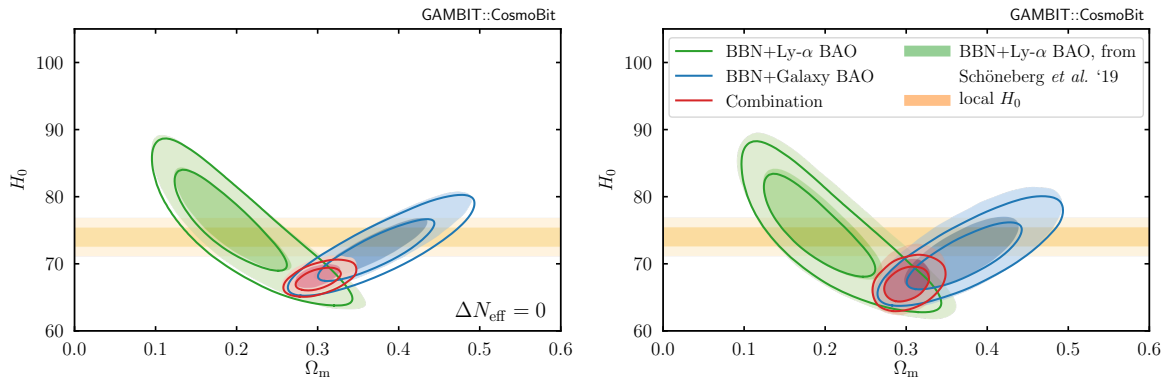 GAMBIT::CosmoBit
100
90
80
70
60
H₀
0.0 0.1 0.2 0.3 0.4 0.5 0.6
Ωₘ
ΔN_eff = 0
GAMBIT::CosmoBit
BBN+Ly-α BAO
BBN+Galaxy BAO
Combination
BBN+Ly-α BAO, from
Schöneberg et al. ‘19
local H₀
100
90
80
70
60
H₀
0.0 0.1 0.2 0.3 0.4 0.5 0.6
Ωₘ